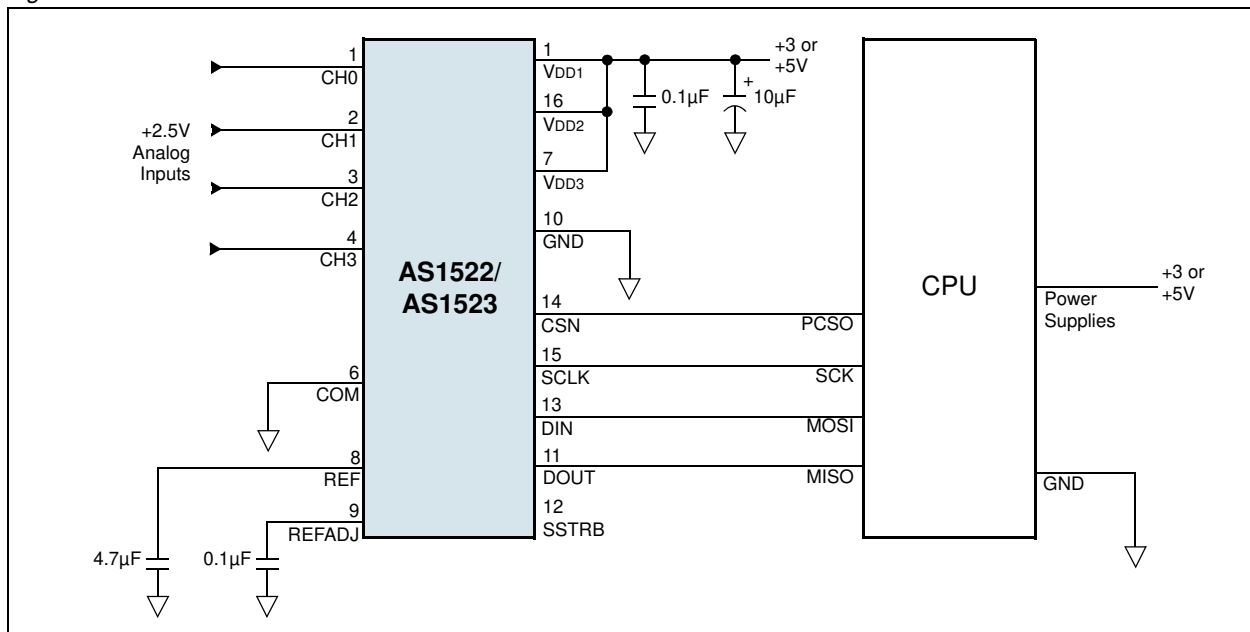 1
CH0
+2.5V
Analog
Inputs
2
CH1
3
CH2
4
CH3
AS1522/
AS1523
6
COM
8
REF
9
REFADJ
4.7µF
0.1µF
1
VDD1
16
VDD2
7
VDD3
10
GND
14
CSN
15
SCLK
13
DIN
11
DOUT
12
SSTRB
0.1µF
+
10µF
+3 or
+5V
PCSO
SCK
MOSI
MISO
CPU
Power
Supplies
+3 or
+5V
GND